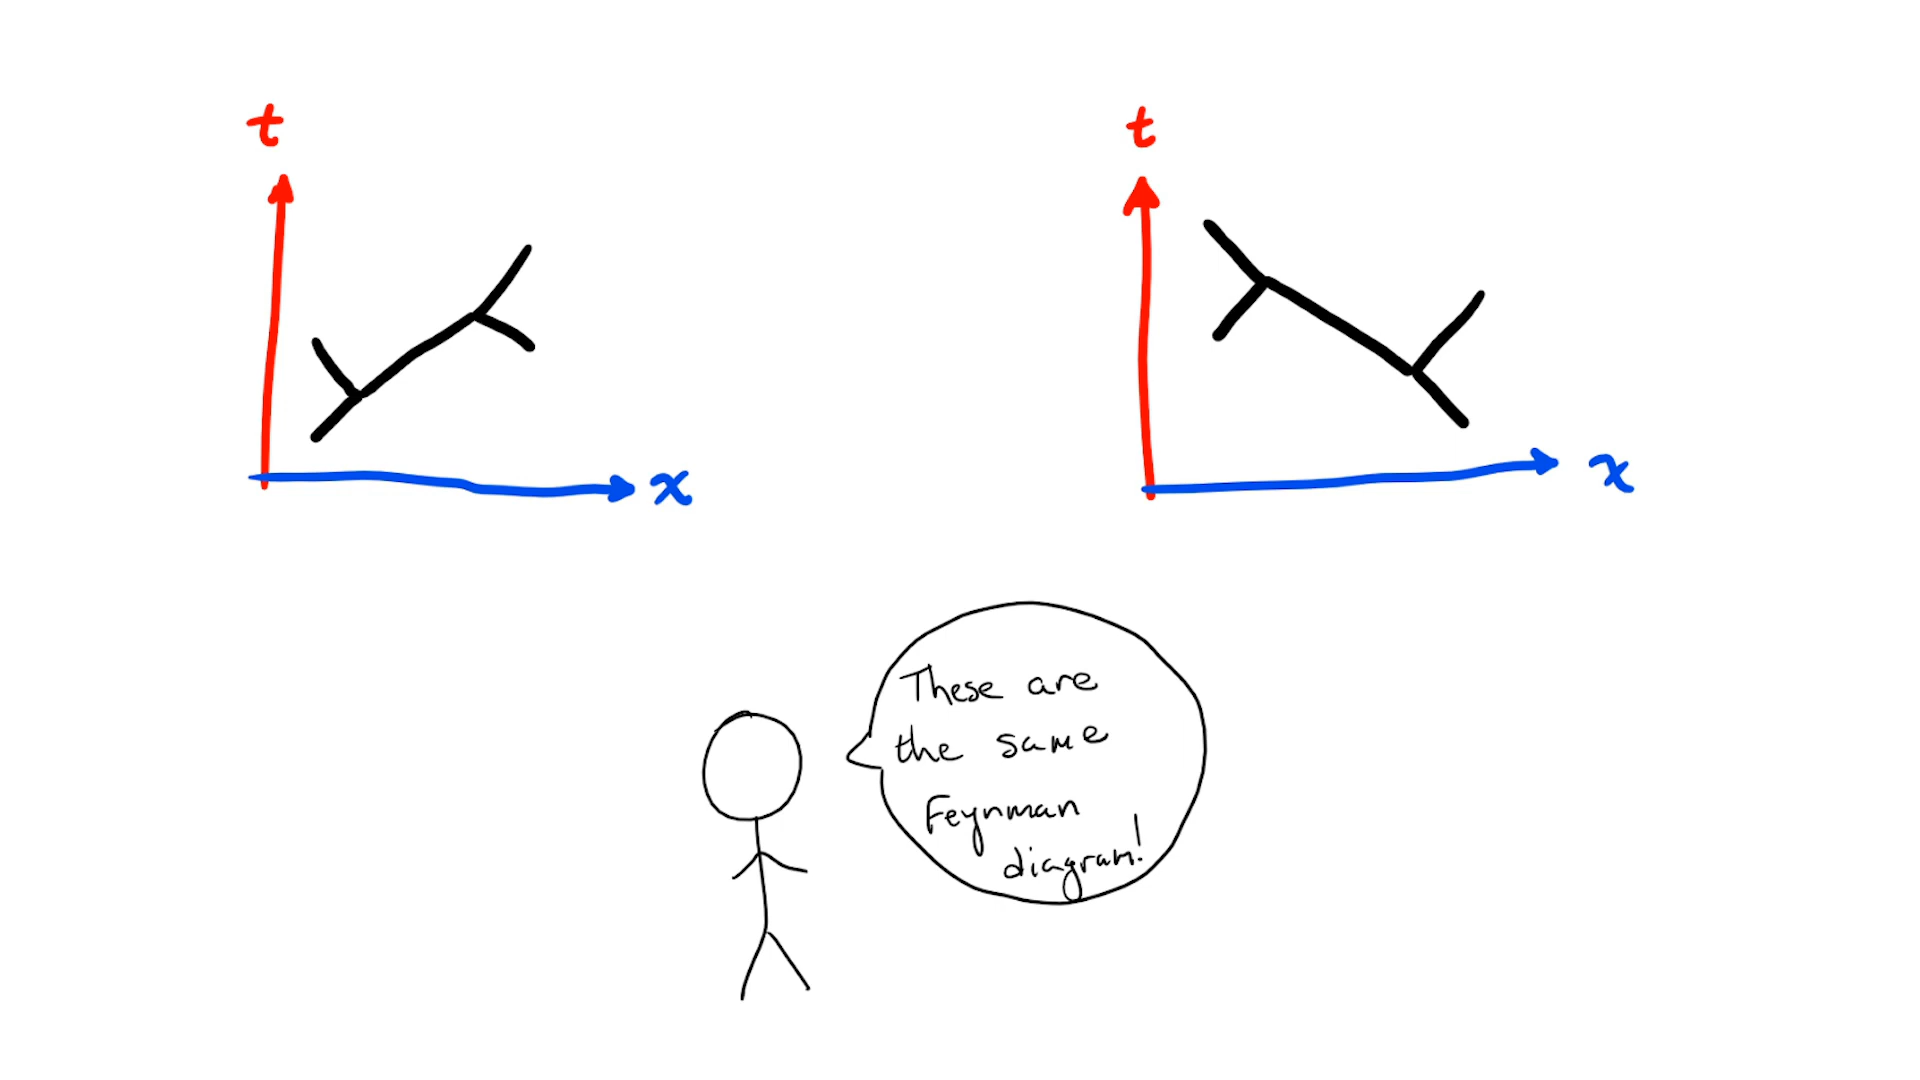 t
t
x
x
These are
the same
Feynman
diagram!